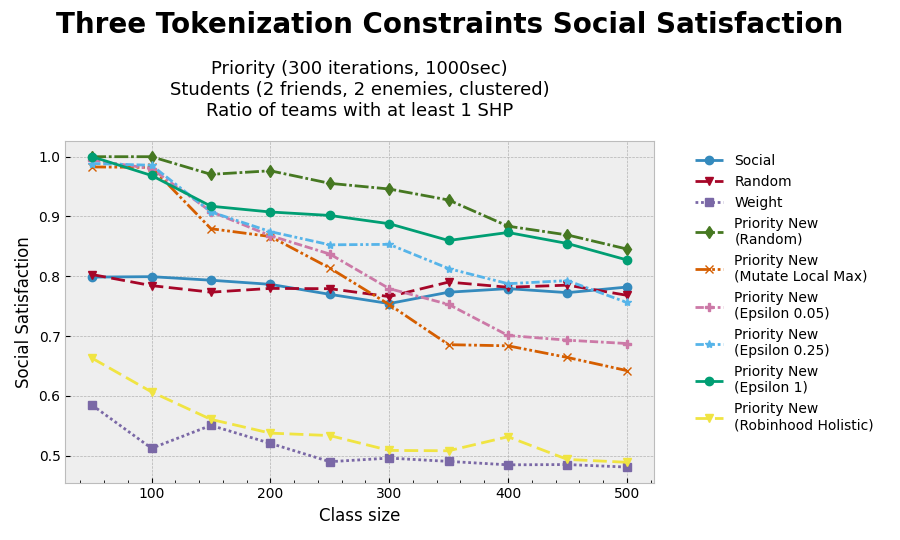 Three Tokenization Constraints Social Satisfaction
Priority (300 iterations, 1000sec)
Students (2 friends, 2 enemies, clustered)
Ratio of teams with at least 1 SHP
Social Satisfaction
1.0
0.9
0.8
0.7
0.6
0.5
100
200
300
400
500
Class size
Social
Random
Weight
Priority New
(Random)
Priority New
(Mutate Local Max)
Priority New
(Epsilon 0.05)
Priority New
(Epsilon 0.25)
Priority New
(Epsilon 1)
Priority New
(Robinhood Holistic)